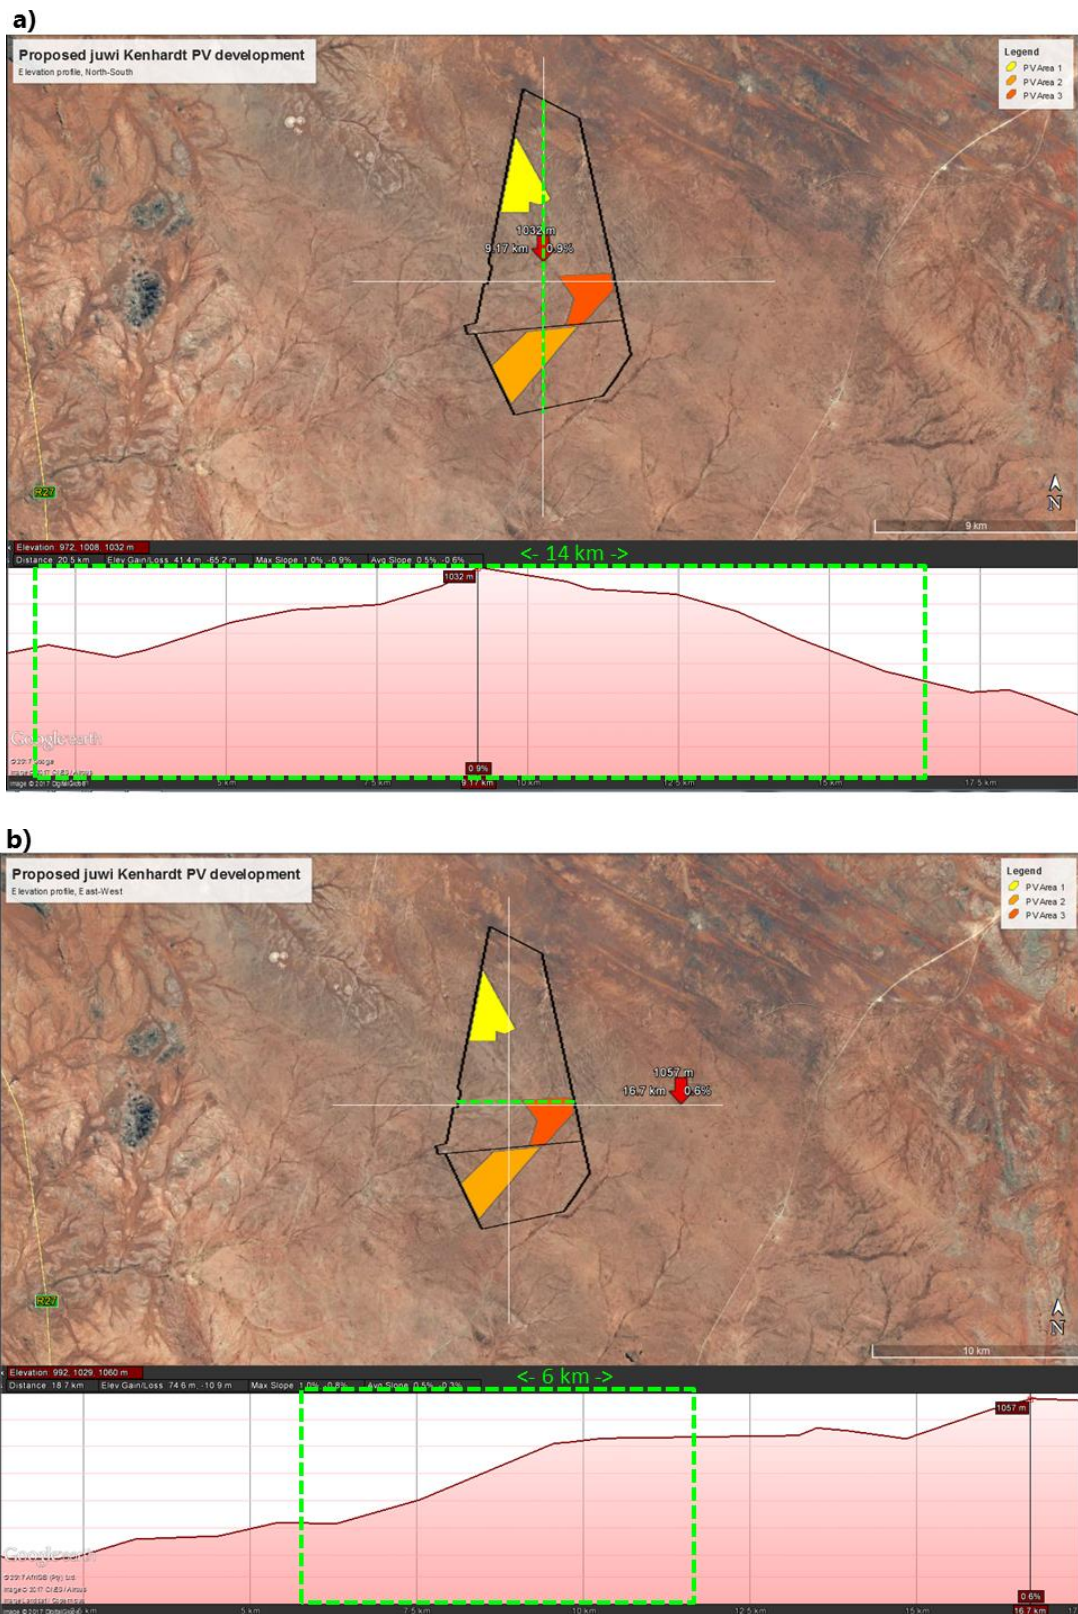 a)
Proposed juwi Kenhardt PV development
Elevation profile, North-South
Legend
PV Area 1
PV Area 2
PV Area 3
1032 m
9.17 km 0.9%
R27
N
9 km
Elevation: 972, 1008, 1032 m
Distance: 20.5 km Elev Gain/Loss: 41.4 m, -65.2 m Max Slope: 1.0%, -0.9% Avg Slope: 0.5%, -0.6%
<- 14 km ->
1032 m
Google earth
0.9%
5 km 7.5 km 9.17 km 10 km 12.5 km 15 km 17.5 km
b)
Proposed juwi Kenhardt PV development
Elevation profile, East-West
Legend
PV Area 1
PV Area 2
PV Area 3
1057 m
16.7 km 0.6%
R27
N
10 km
Elevation: 992, 1029, 1060 m
Distance: 18.7 km Elev Gain/Loss: 74.6 m, -10.9 m Max Slope: 1.0%, -0.8% Avg Slope: 0.5%, -0.3%
<- 6 km ->
1057 m
Google earth
0.6%
5 km 7.5 km 10 km 12.5 km 15 km 16.7 km